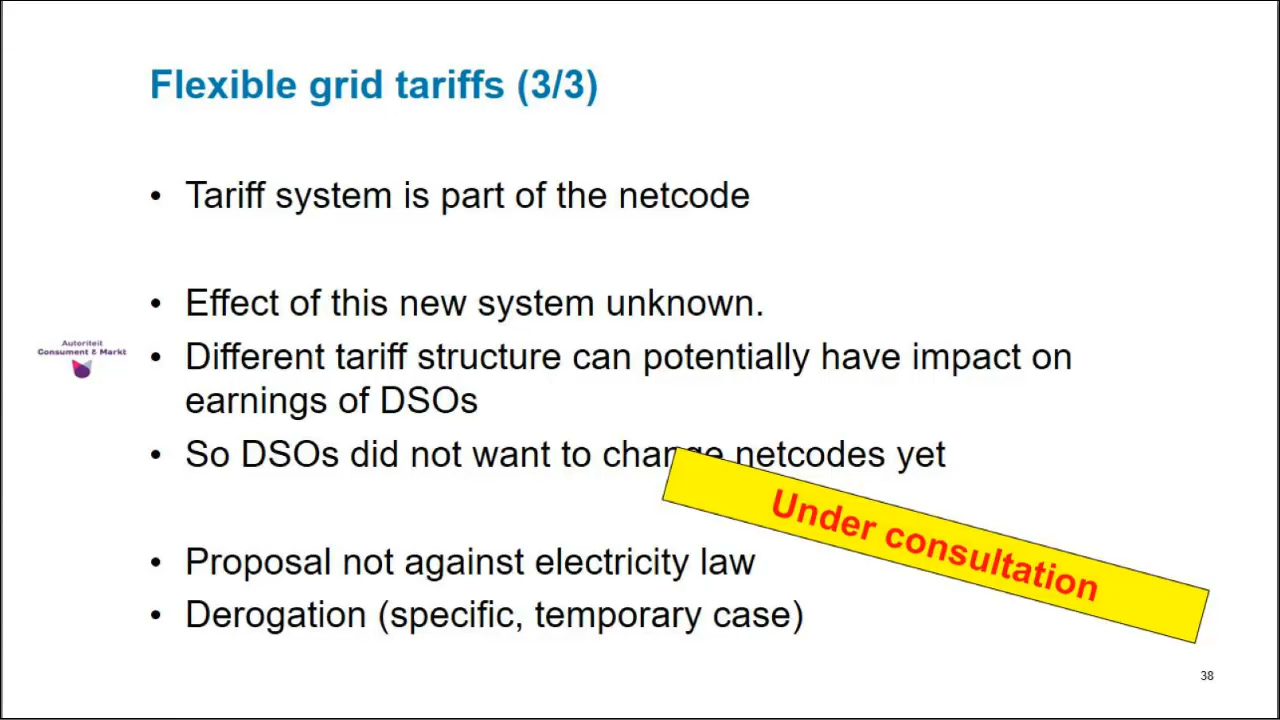 Flexible grid tariffs (3/3)
• Tariff system is part of the netcode
• Effect of this new system unknown.
Autoriteit
Consument & Markt
• Different tariff structure can potentially have impact on
earnings of DSOs
• So DSOs did not want to change netcodes yet
Under consultation
• Proposal not against electricity law
• Derogation (specific, temporary case)
38